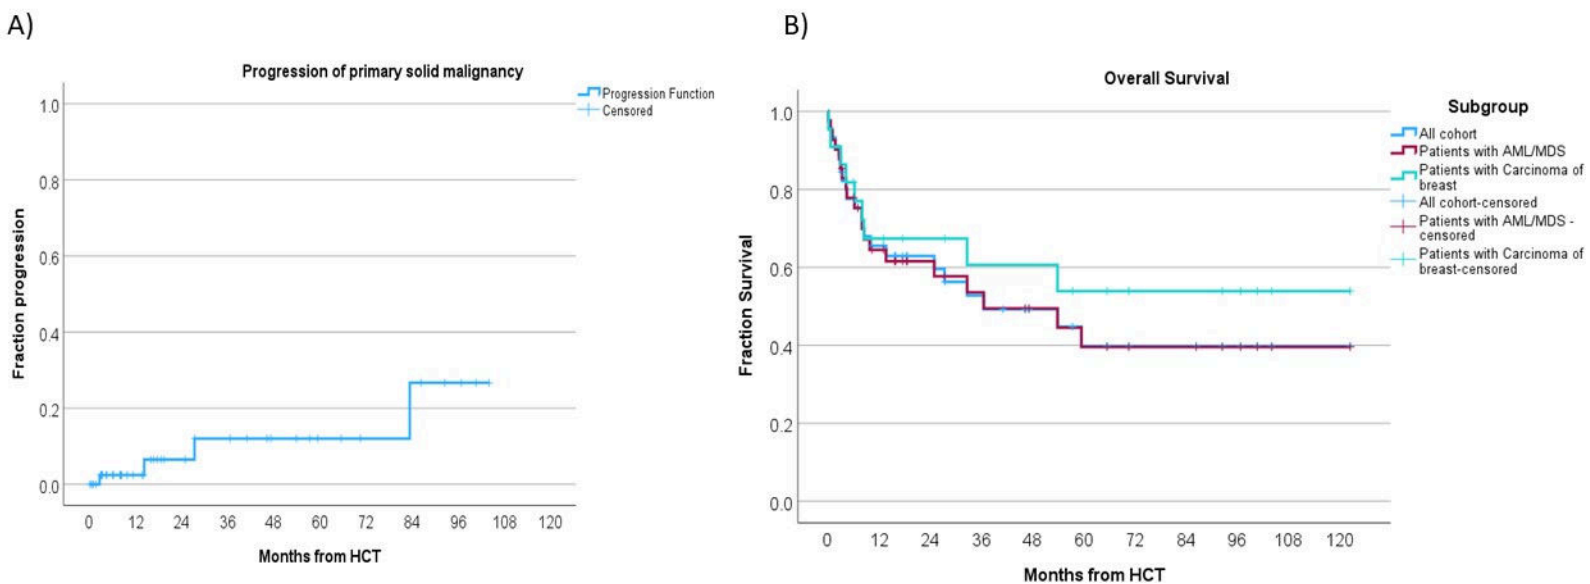 A)
Progression of primary solid malignancy
Progression Function
Censored
1.0
0.8
0.6
0.4
0.2
0.0
Fraction progression
0 12 24 36 48 60 72 84 96 108 120
Months from HCT
B)
Overall Survival
Subgroup
All cohort
Patients with AML/MDS
Patients with Carcinoma of
breast
All cohort-censored
Patients with AML/MDS -
censored
Patients with Carcinoma of
breast-censored
1.0
0.8
0.6
0.4
0.2
0.0
Fraction Survival
0 12 24 36 48 60 72 84 96 108 120
Months from HCT